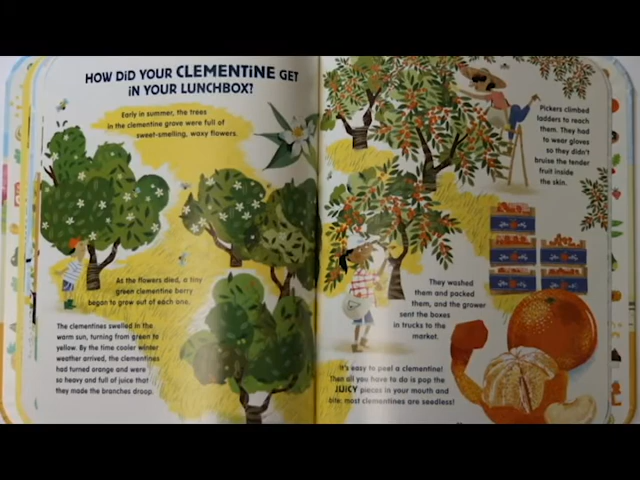 HOW DiD YOUR CLEMENTiNE GET
iN YOUR LUNCHBOX?
Early in summer, the trees
in the clementine grove were full of
sweet-smelling, waxy flowers.
As the flowers died, a tiny
green clementine berry
began to grow out of each one.
The clementines swelled in the
warm sun, turning from green to
yellow. By the time cooler winter
weather arrived, the clementines
had turned orange and were
so heavy and full of juice that
they made the branches droop.
Pickers climbed
ladders to reach
them. They had
to wear gloves
so they didn't
bruise the tender
fruit inside
the skin.
They washed
them and packed
them, and the grower
sent the boxes
in trucks to the
market.
It's easy to peel a clementine!
Then all you have to do is pop the
JUICY pieces in your mouth and
bite, most clementines are seedless!